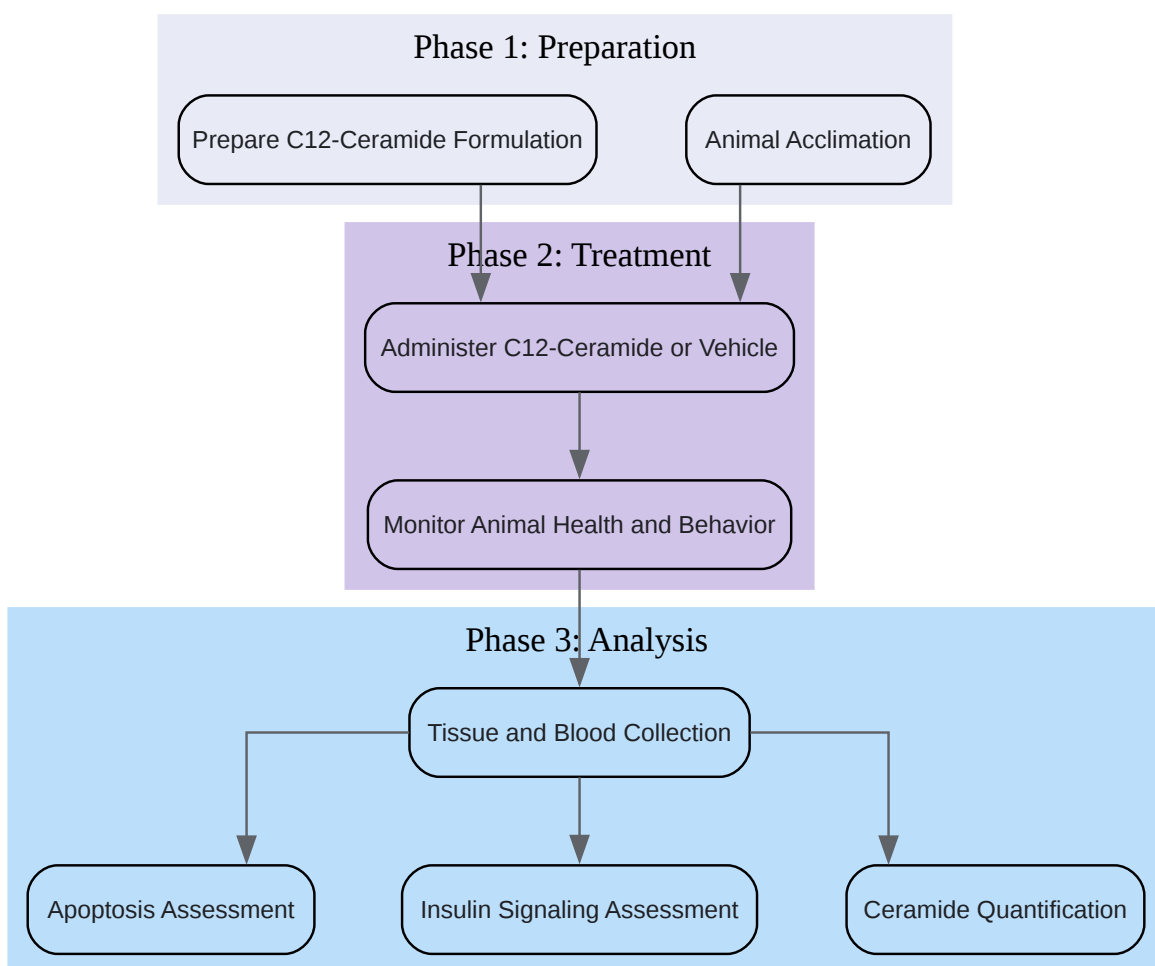 Phase 1: Preparation
Prepare C12-Ceramide Formulation
Animal Acclimation
Phase 2: Treatment
Administer C12-Ceramide or Vehicle
Monitor Animal Health and Behavior
Phase 3: Analysis
Tissue and Blood Collection
Apoptosis Assessment
Insulin Signaling Assessment
Ceramide Quantification